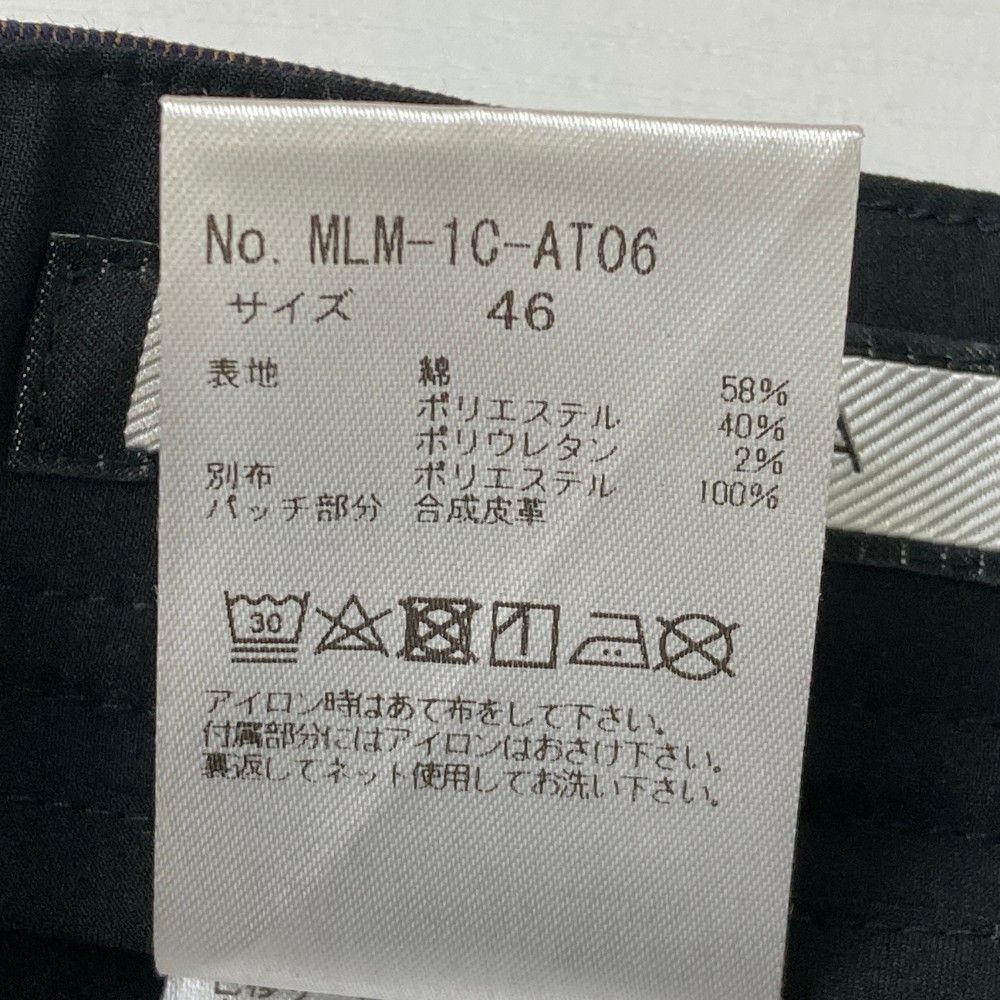 No. MLM-1C-AT06
サイズ 46
表地 綿 58%
ポリエステル 40%
ポリウレタン 2%
別布 ポリエステル 100%
パッチ部分 合成皮革
30
アイロン時はあて布をして下さい。
付属部分にはアイロンはおさけ下さい。
裏返してネット使用してお洗い下さい。
A